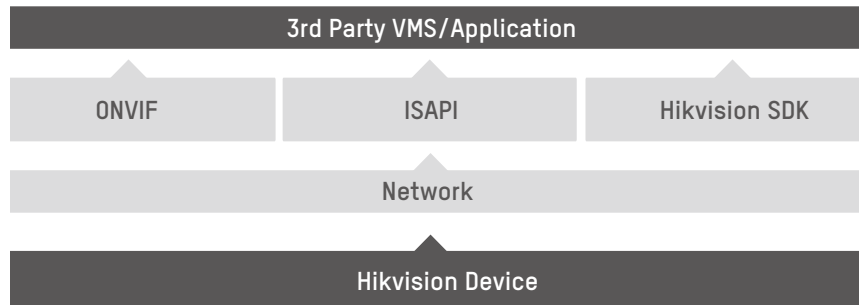 3rd Party VMS/Application
ONVIF ISAPI Hikvision SDK
Network
Hikvision Device